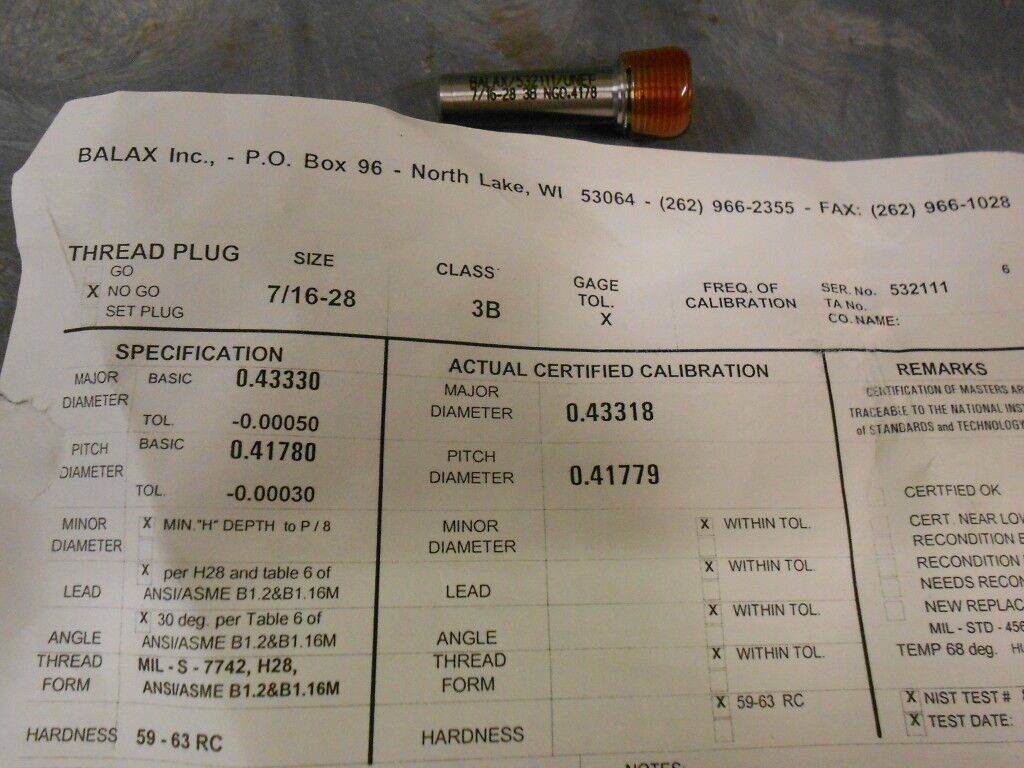 BALAX/532111/UNEF
7/16-28 3B NGO.4178
BALAX Inc., - P.O. Box 96 - North Lake, WI 53064 - (262) 966-2355 - FAX: (262) 966-1028
6
THREAD PLUG
GO
X NO GO
SET PLUG
SIZE
7/16-28
CLASS
3B
GAGE
TOL.
X
FREQ. OF
CALIBRATION
SER. No. 532111
TA No.
CO. NAME:
SPECIFICATION
MAJOR DIAMETER
BASIC 0.43330
TOL. -0.00050
PITCH DIAMETER
BASIC 0.41780
TOL. -0.00030
MINOR DIAMETER
X MIN."H" DEPTH to P / 8
LEAD
X per H28 and table 6 of
ANSI/ASME B1.2&B1.16M
ANGLE
X 30 deg. per Table 6 of
ANSI/ASME B1.2&B1.16M
THREAD FORM
MIL - S - 7742, H28,
ANSI/ASME B1.2&B1.16M
HARDNESS 59 - 63 RC
ACTUAL CERTIFIED CALIBRATION
MAJOR
DIAMETER 0.43318
PITCH
DIAMETER 0.41779
MINOR
DIAMETER
X WITHIN TOL.
LEAD
X WITHIN TOL.
ANGLE
X WITHIN TOL.
THREAD
FORM
X WITHIN TOL.
HARDNESS
X 59-63 RC
NOTES:
REMARKS
CERTIFICATION OF MASTERS AR
TRACEABLE TO THE NATIONAL INS
of STANDARDS and TECHNOLOGY
CERTFIED OK
CERT. NEAR LOW
RECONDITION
RECONDITION
NEEDS RECON
NEW REPLAC
MIL - STD - 456
TEMP 68 deg.
X NIST TEST #
X TEST DATE: